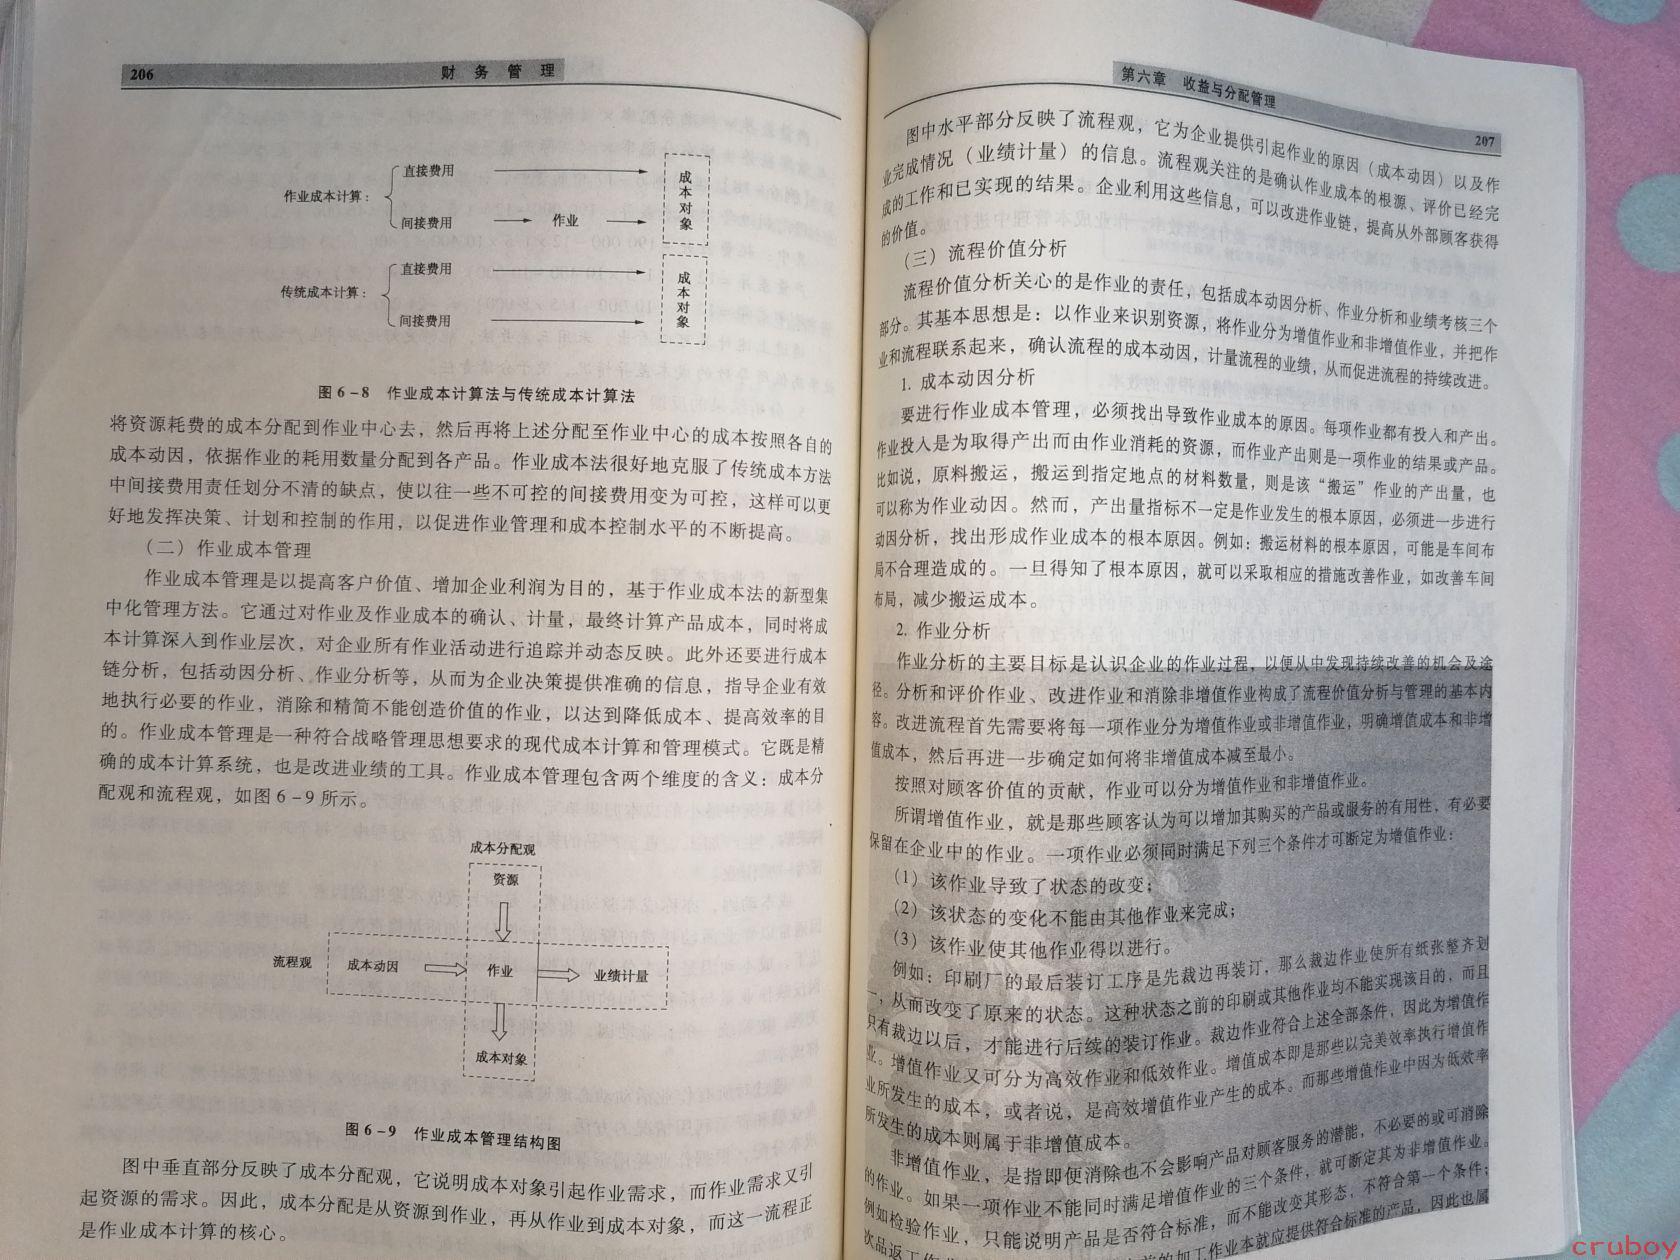 206
财 务 管 理
作业成本计算：
直接费用
间接费用
作业
成本对象
传统成本计算：
直接费用
间接费用
成本对象
图 6-8 作业成本计算法与传统成本计算法
将资源耗费的成本分配到作业中心去，然后再将上述分配至作业中心的成本按照各自的
成本动因，依据作业的耗用数量分配到各产品。作业成本法很好地克服了传统成本方法
中间接费用责任划分不清的缺点，使以往一些不可控的间接费用变为可控，这样可以更
好地发挥决策、计划和控制的作用，以促进作业管理和成本控制水平的不断提高。
（二）作业成本管理
作业成本管理是以提高客户价值、增加企业利润为目的，基于作业成本法的新型集
中化管理方法。它通过对作业及作业成本的确认、计量，最终计算产品成本，同时将成
本计算深入到作业层次，对企业所有作业活动进行追踪并动态反映。此外还要进行成本
链分析，包括动因分析、作业分析等，从而为企业决策提供准确的信息，指导企业有效
地执行必要的作业，消除和精简不能创造价值的作业，以达到降低成本、提高效率的目
的。作业成本管理是一种符合战略管理思想要求的现代成本计算和管理模式。它既是精
确的成本计算系统，也是改进业绩的工具。作业成本管理包含两个维度的含义：成本分
配观和流程观，如图 6-9 所示。
成本分配观
资源
流程观
成本动因
作业
业绩计量
成本对象
图 6-9 作业成本管理结构图
图中垂直部分反映了成本分配观，它说明成本对象引起作业需求，而作业需求又引
起资源的需求。因此，成本分配是从资源到作业，再从作业到成本对象，而这一流程正
是作业成本计算的核心。
第六章 收益与分配管理
207
图中水平部分反映了流程观，它为企业提供引起作业的原因（成本动因）以及作
业完成情况（业绩计量）的信息。流程观关注的是确认作业成本的根源、评价已经完
成的工作和已实现的结果。企业利用这些信息，可以改进作业链，提高从外部顾客获得
的价值。
（三）流程价值分析
流程价值分析关心的是作业的责任，包括成本动因分析、作业分析和业绩考核三个
部分。其基本思想是：以作业来识别资源，将作业分为增值作业和非增值作业，并把作
业和流程联系起来，确认流程的成本动因，计量流程的业绩，从而促进流程的持续改进。
1. 成本动因分析
要进行作业成本管理，必须找出导致作业成本的原因。每项作业都有投入和产出。
作业投入是为取得产出而由作业消耗的资源，而作业产出则是一项作业的结果或产品。
比如说，原料搬运，搬运到指定地点的材料数量，则是该“搬运”作业的产出量，也
可以称为作业动因。然而，产出量指标不一定是作业发生的根本原因，必须进一步进行
动因分析，找出形成作业成本的根本原因。例如：搬运材料的根本原因，可能是车间布
局不合理造成的。一旦得知了根本原因，就可以采取相应的措施改善作业，如改善车间
布局，减少搬运成本。
2. 作业分析
作业分析的主要目标是认识企业的作业过程，以便从中发现持续改善的机会及途
径。分析和评价作业、改进作业和消除非增值作业构成了流程价值分析与管理的基本内
容。改进流程首先需要将每一项作业分为增值作业或非增值作业，明确增值成本和非增
值成本，然后再进一步确定如何将非增值成本减至最小。
按照对顾客价值的贡献，作业可以分为增值作业和非增值作业。
所谓增值作业，就是那些顾客认为可以增加其购买的产品或服务的有用性，有必要
保留在企业中的作业。一项作业必须同时满足下列三个条件才可断定为增值作业：
（1）该作业导致了状态的改变；
（2）该状态的变化不能由其他作业来完成；
（3）该作业使其他作业得以进行。
例如：印刷厂的最后装订工序是先裁边再装订，那么裁边作业使所有纸张整齐划
一，从而改变了原来的状态。这种状态之前的印刷或其他作业均不能实现该目的，而且
只有裁边以后，才能进行后续的装订作业。裁边作业符合上述全部条件，因此为增值作
业。增值作业又可分为高效作业和低效作业。增值成本即是那些以完美效率执行增值作
业所发生的成本，或者说，是高效增值作业产生的成本。而那些增值作业中因为低效率
所发生的成本则属于非增值成本。
非增值作业，是指即便消除也不会影响产品对顾客服务的潜能，不必要的或可消除
的作业。如果一项作业不能同时满足增值作业的三个条件，就可断定其为非增值作业。
例如检验作业，只能说明产品是否符合标准，而不能改变其形态，不符合第一个条件；
次品返工作
前的加工作业本就应提供符合标准的产品，因此也属
cruboy